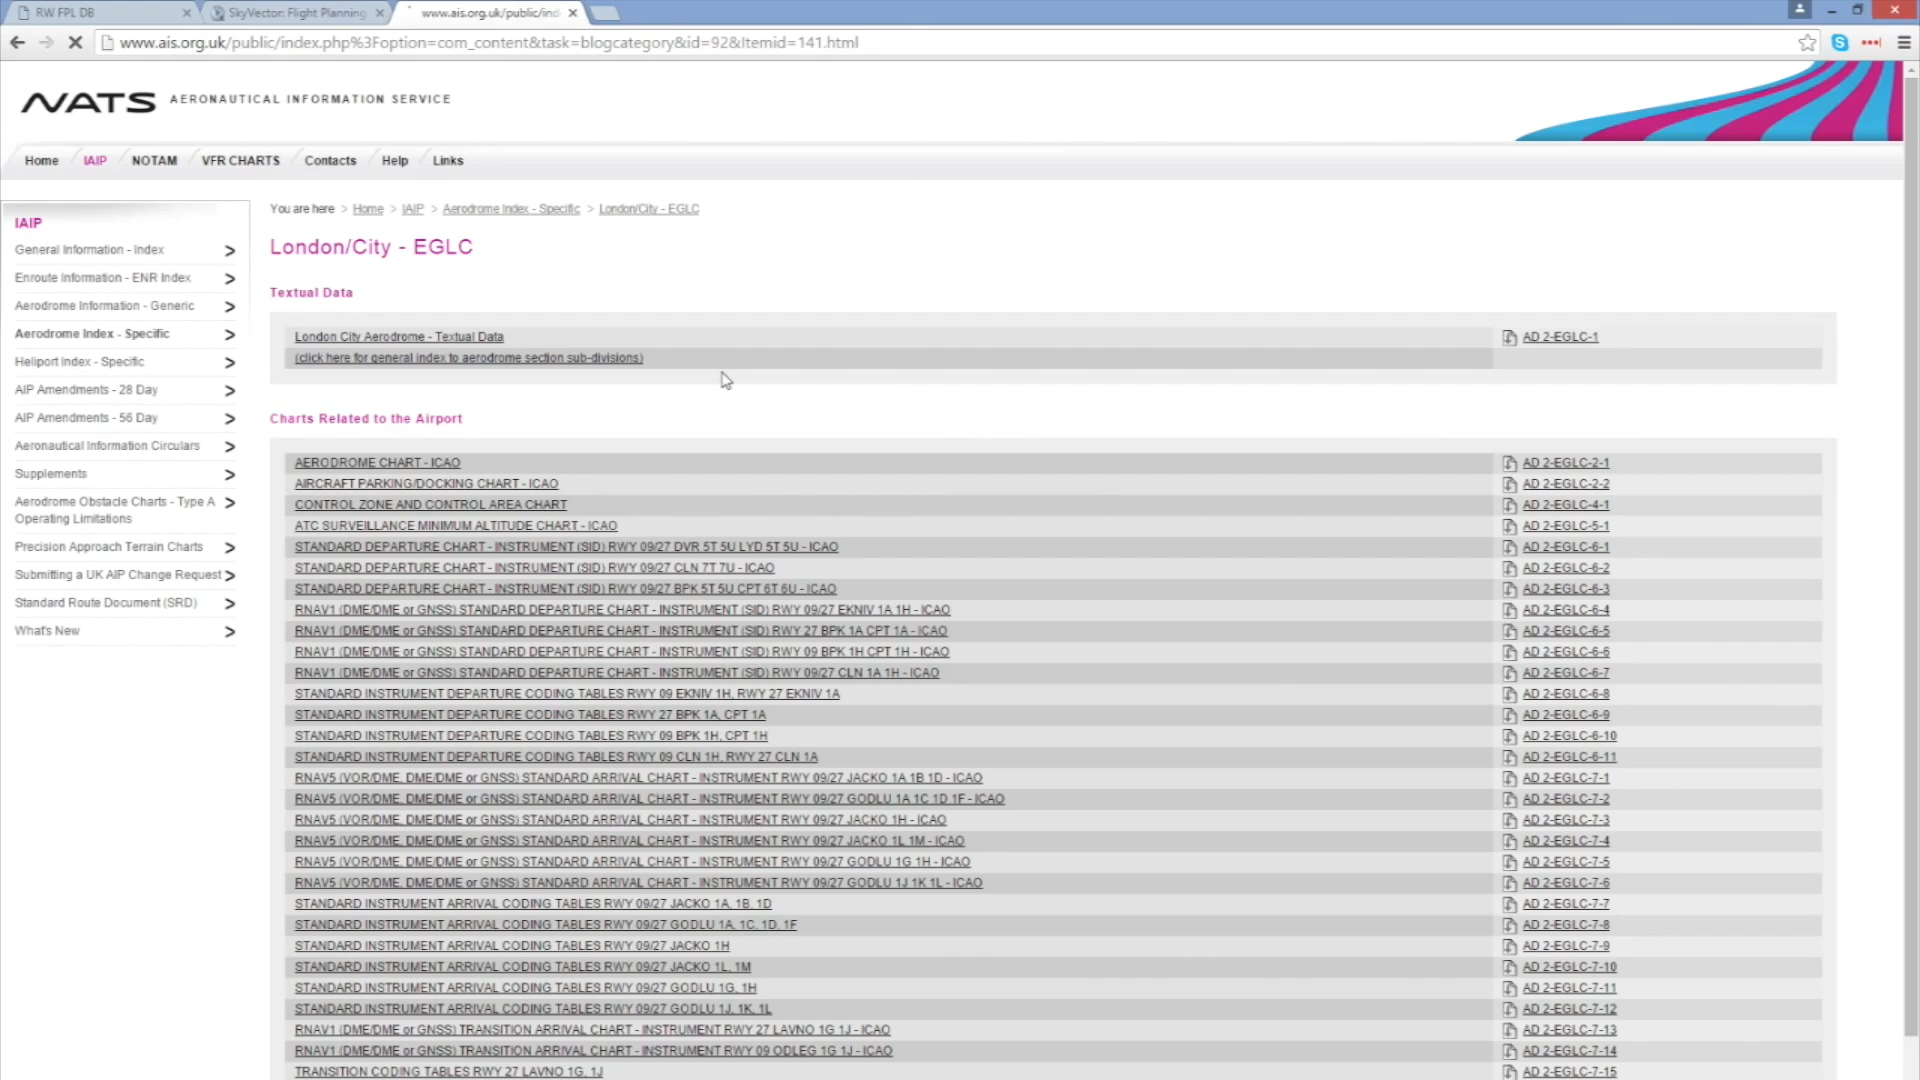 RW FPL DB
SkyVector: Flight Planning
www.ais.org.uk/public/ind
www.ais.org.uk/public/index.php%3Foption=com_content&task=blogcategory&id=92&Itemid=141.html
NATS AERONAUTICAL INFORMATION SERVICE
Home IAIP NOTAM VFR CHARTS Contacts Help Links
You are here > Home > IAIP > Aerodrome Index - Specific > London/City - EGLC
IAIP
General Information - Index >
Enroute Information - ENR Index >
Aerodrome Information - Generic >
Aerodrome Index - Specific >
Heliport Index - Specific >
AIP Amendments - 28 Day >
AIP Amendments - 56 Day >
Aeronautical Information Circulars >
Supplements >
Aerodrome Obstacle Charts - Type A >
Operating Limitations
Precision Approach Terrain Charts >
Submitting a UK AIP Change Request >
Standard Route Document (SRD) >
What's New >
London/City - EGLC
Textual Data
London City Aerodrome - Textual Data AD 2-EGLC-1
(click here for general index to aerodrome section sub-divisions)
Charts Related to the Airport
AERODROME CHART - ICAO AD 2-EGLC-2-1
AIRCRAFT PARKING/DOCKING CHART - ICAO AD 2-EGLC-2-2
CONTROL ZONE AND CONTROL AREA CHART AD 2-EGLC-4-1
ATC SURVEILLANCE MINIMUM ALTITUDE CHART - ICAO AD 2-EGLC-5-1
STANDARD DEPARTURE CHART - INSTRUMENT (SID) RWY 09/27 DVR 5T 5U LYD 5T 5U - ICAO AD 2-EGLC-6-1
STANDARD DEPARTURE CHART - INSTRUMENT (SID) RWY 09/27 CLN 7T 7U - ICAO AD 2-EGLC-6-2
STANDARD DEPARTURE CHART - INSTRUMENT (SID) RWY 09/27 BPK 5T 5U CPT 6T 6U - ICAO AD 2-EGLC-6-3
RNAV1 (DME/DME or GNSS) STANDARD DEPARTURE CHART - INSTRUMENT (SID) RWY 09/27 EKNIV 1A 1H - ICAO AD 2-EGLC-6-4
RNAV1 (DME/DME or GNSS) STANDARD DEPARTURE CHART - INSTRUMENT (SID) RWY 27 BPK 1A CPT 1A - ICAO AD 2-EGLC-6-5
RNAV1 (DME/DME or GNSS) STANDARD DEPARTURE CHART - INSTRUMENT (SID) RWY 09 BPK 1H CPT 1H - ICAO AD 2-EGLC-6-6
RNAV1 (DME/DME or GNSS) STANDARD DEPARTURE CHART - INSTRUMENT (SID) RWY 09/27 CLN 1A 1H - ICAO AD 2-EGLC-6-7
STANDARD INSTRUMENT DEPARTURE CODING TABLES RWY 09 EKNIV 1H, RWY 27 EKNIV 1A AD 2-EGLC-6-8
STANDARD INSTRUMENT DEPARTURE CODING TABLES RWY 27 BPK 1A, CPT 1A AD 2-EGLC-6-9
STANDARD INSTRUMENT DEPARTURE CODING TABLES RWY 09 BPK 1H, CPT 1H AD 2-EGLC-6-10
STANDARD INSTRUMENT DEPARTURE CODING TABLES RWY 09 CLN 1H, RWY 27 CLN 1A AD 2-EGLC-6-11
RNAV5 (VOR/DME, DME/DME or GNSS) STANDARD ARRIVAL CHART - INSTRUMENT RWY 09/27 JACKO 1A 1B 1D - ICAO AD 2-EGLC-7-1
RNAV5 (VOR/DME, DME/DME or GNSS) STANDARD ARRIVAL CHART - INSTRUMENT RWY 09/27 GODLU 1A 1C 1D 1F - ICAO AD 2-EGLC-7-2
RNAV5 (VOR/DME, DME/DME or GNSS) STANDARD ARRIVAL CHART - INSTRUMENT RWY 09/27 JACKO 1H - ICAO AD 2-EGLC-7-3
RNAV5 (VOR/DME, DME/DME or GNSS) STANDARD ARRIVAL CHART - INSTRUMENT RWY 09/27 JACKO 1L 1M - ICAO AD 2-EGLC-7-4
RNAV5 (VOR/DME, DME/DME or GNSS) STANDARD ARRIVAL CHART - INSTRUMENT RWY 09/27 GODLU 1G 1H - ICAO AD 2-EGLC-7-5
RNAV5 (VOR/DME, DME/DME or GNSS) STANDARD ARRIVAL CHART - INSTRUMENT RWY 09/27 GODLU 1J 1K 1L - ICAO AD 2-EGLC-7-6
STANDARD INSTRUMENT ARRIVAL CODING TABLES RWY 09/27 JACKO 1A, 1B, 1D AD 2-EGLC-7-7
STANDARD INSTRUMENT ARRIVAL CODING TABLES RWY 09/27 GODLU 1A, 1C, 1D, 1F AD 2-EGLC-7-8
STANDARD INSTRUMENT ARRIVAL CODING TABLES RWY 09/27 JACKO 1H AD 2-EGLC-7-9
STANDARD INSTRUMENT ARRIVAL CODING TABLES RWY 09/27 JACKO 1L, 1M AD 2-EGLC-7-10
STANDARD INSTRUMENT ARRIVAL CODING TABLES RWY 09/27 GODLU 1G, 1H AD 2-EGLC-7-11
STANDARD INSTRUMENT ARRIVAL CODING TABLES RWY 09/27 GODLU 1J, 1K, 1L AD 2-EGLC-7-12
RNAV1 (DME/DME or GNSS) TRANSITION ARRIVAL CHART - INSTRUMENT RWY 27 LAVNO 1G 1J - ICAO AD 2-EGLC-7-13
RNAV1 (DME/DME or GNSS) TRANSITION ARRIVAL CHART - INSTRUMENT RWY 09 ODLEG 1G 1J - ICAO AD 2-EGLC-7-14
TRANSITION CODING TABLES RWY 27 LAVNO 1G, 1J AD 2-EGLC-7-15